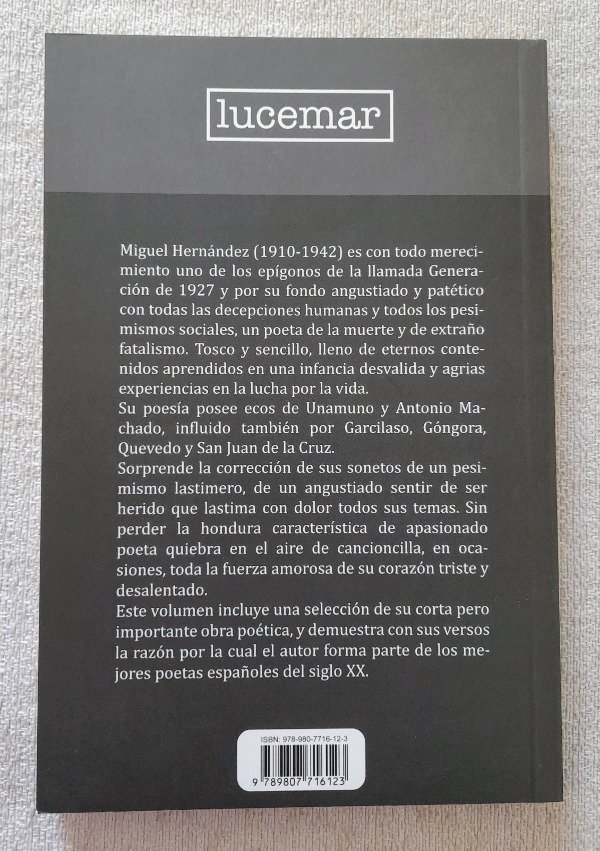 lucemar
Miguel Hernández (1910-1942) es con todo mereci-
mimiento uno de los epígonos de la llamada Genera-
ción de 1927 y por su fondo angustiado y patético
con todas las decepciones humanas y todos los pesi-
mismos sociales, un poeta de la muerte y de extraño
fatalismo. Tosco y sencillo, lleno de eternos conte-
nidos aprendidos en una infancia desvalida y agrias
experiencias en la lucha por la vida.
Su poesía posee ecos de Unamuno y Antonio Ma-
chado, influido también por Garcilaso, Góngora,
Quevedo y San Juan de la Cruz.
Sorprende la corrección de sus sonetos de un pesi-
mismo lastimero, de un angustiado sentir de ser
herido que lastima con dolor todos sus temas. Sin
perder la hondura característica de apasionado
poeta quiebra en el aire de cancioncilla, en oca-
siones, toda la fuerza amorosa de su corazón triste y
desalentado.
Este volumen incluye una selección de su corta pero
importante obra poética, y demuestra con sus versos
la razón por la cual el autor forma parte de los me-
jores poetas españoles del siglo XX.
ISBN: 978-980-7716-12-3
9 789807 716123